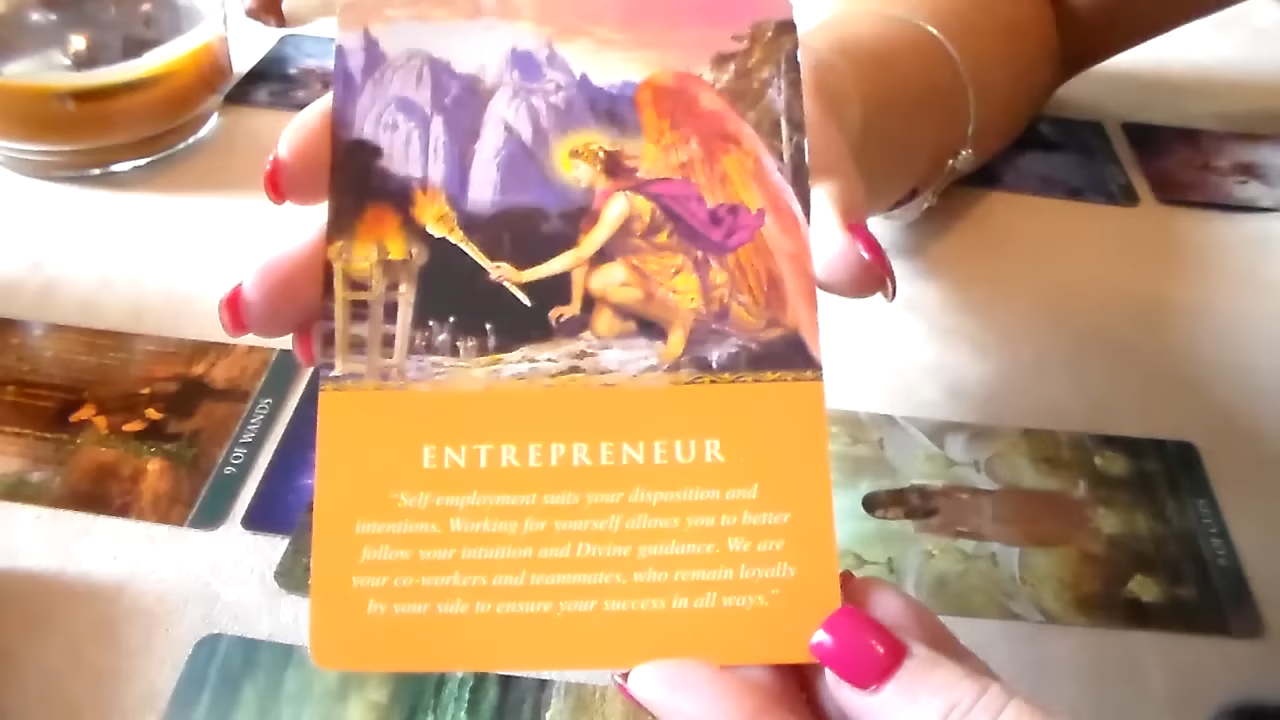 ENTREPRENEUR
"Self-employment suits your disposition and
intentions. Working for yourself allows you to better
follow your intuition and Divine guidance. We are
your co-workers and teammates, who remain loyally
by your side to ensure your success in all ways."
9 OF WANDS